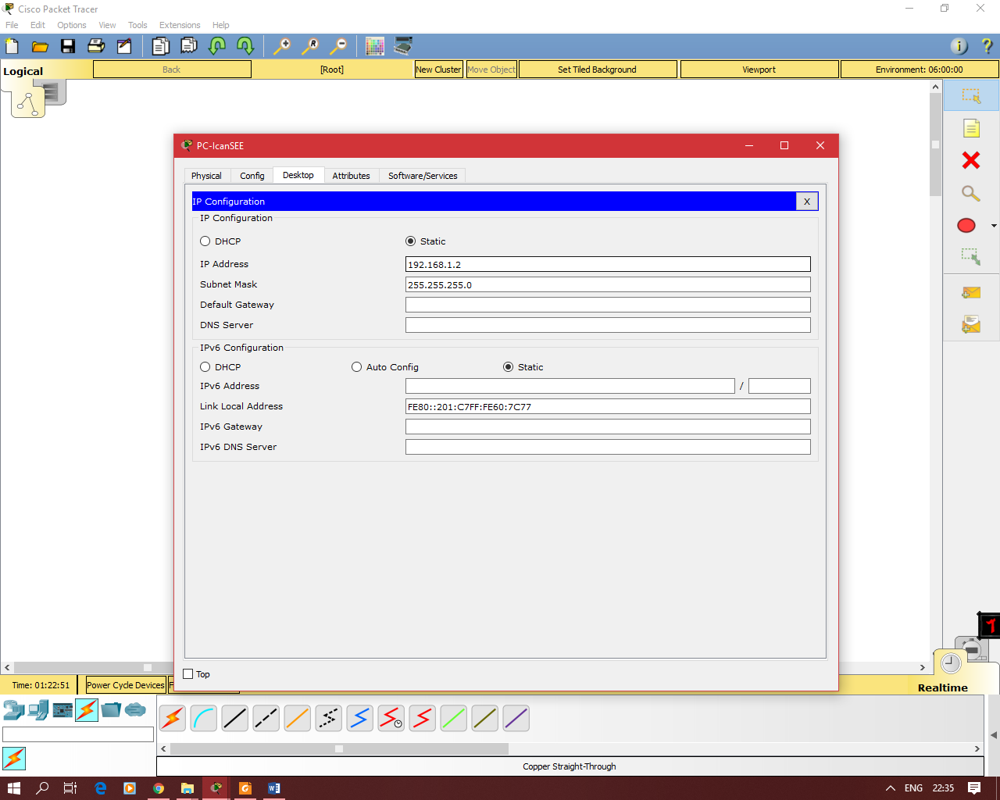 Cisco Packet Tracer
File Edit Options View Tools Extensions Help
Logical Back [Root] New Cluster Move Object Set Tiled Background Viewport Environment: 06:00:00
PC-IcanSEE
Physical Config Desktop Attributes Software/Services
IP Configuration X
IP Configuration
DHCP Static
IP Address 192.168.1.2
Subnet Mask 255.255.255.0
Default Gateway
DNS Server
IPv6 Configuration
DHCP Auto Config Static
IPv6 Address /
Link Local Address FE80::201:C7FF:FE60:7C77
IPv6 Gateway
IPv6 DNS Server
Top
Time: 01:22:51 Power Cycle Devices
Realtime
Copper Straight-Through
ENG 22:35